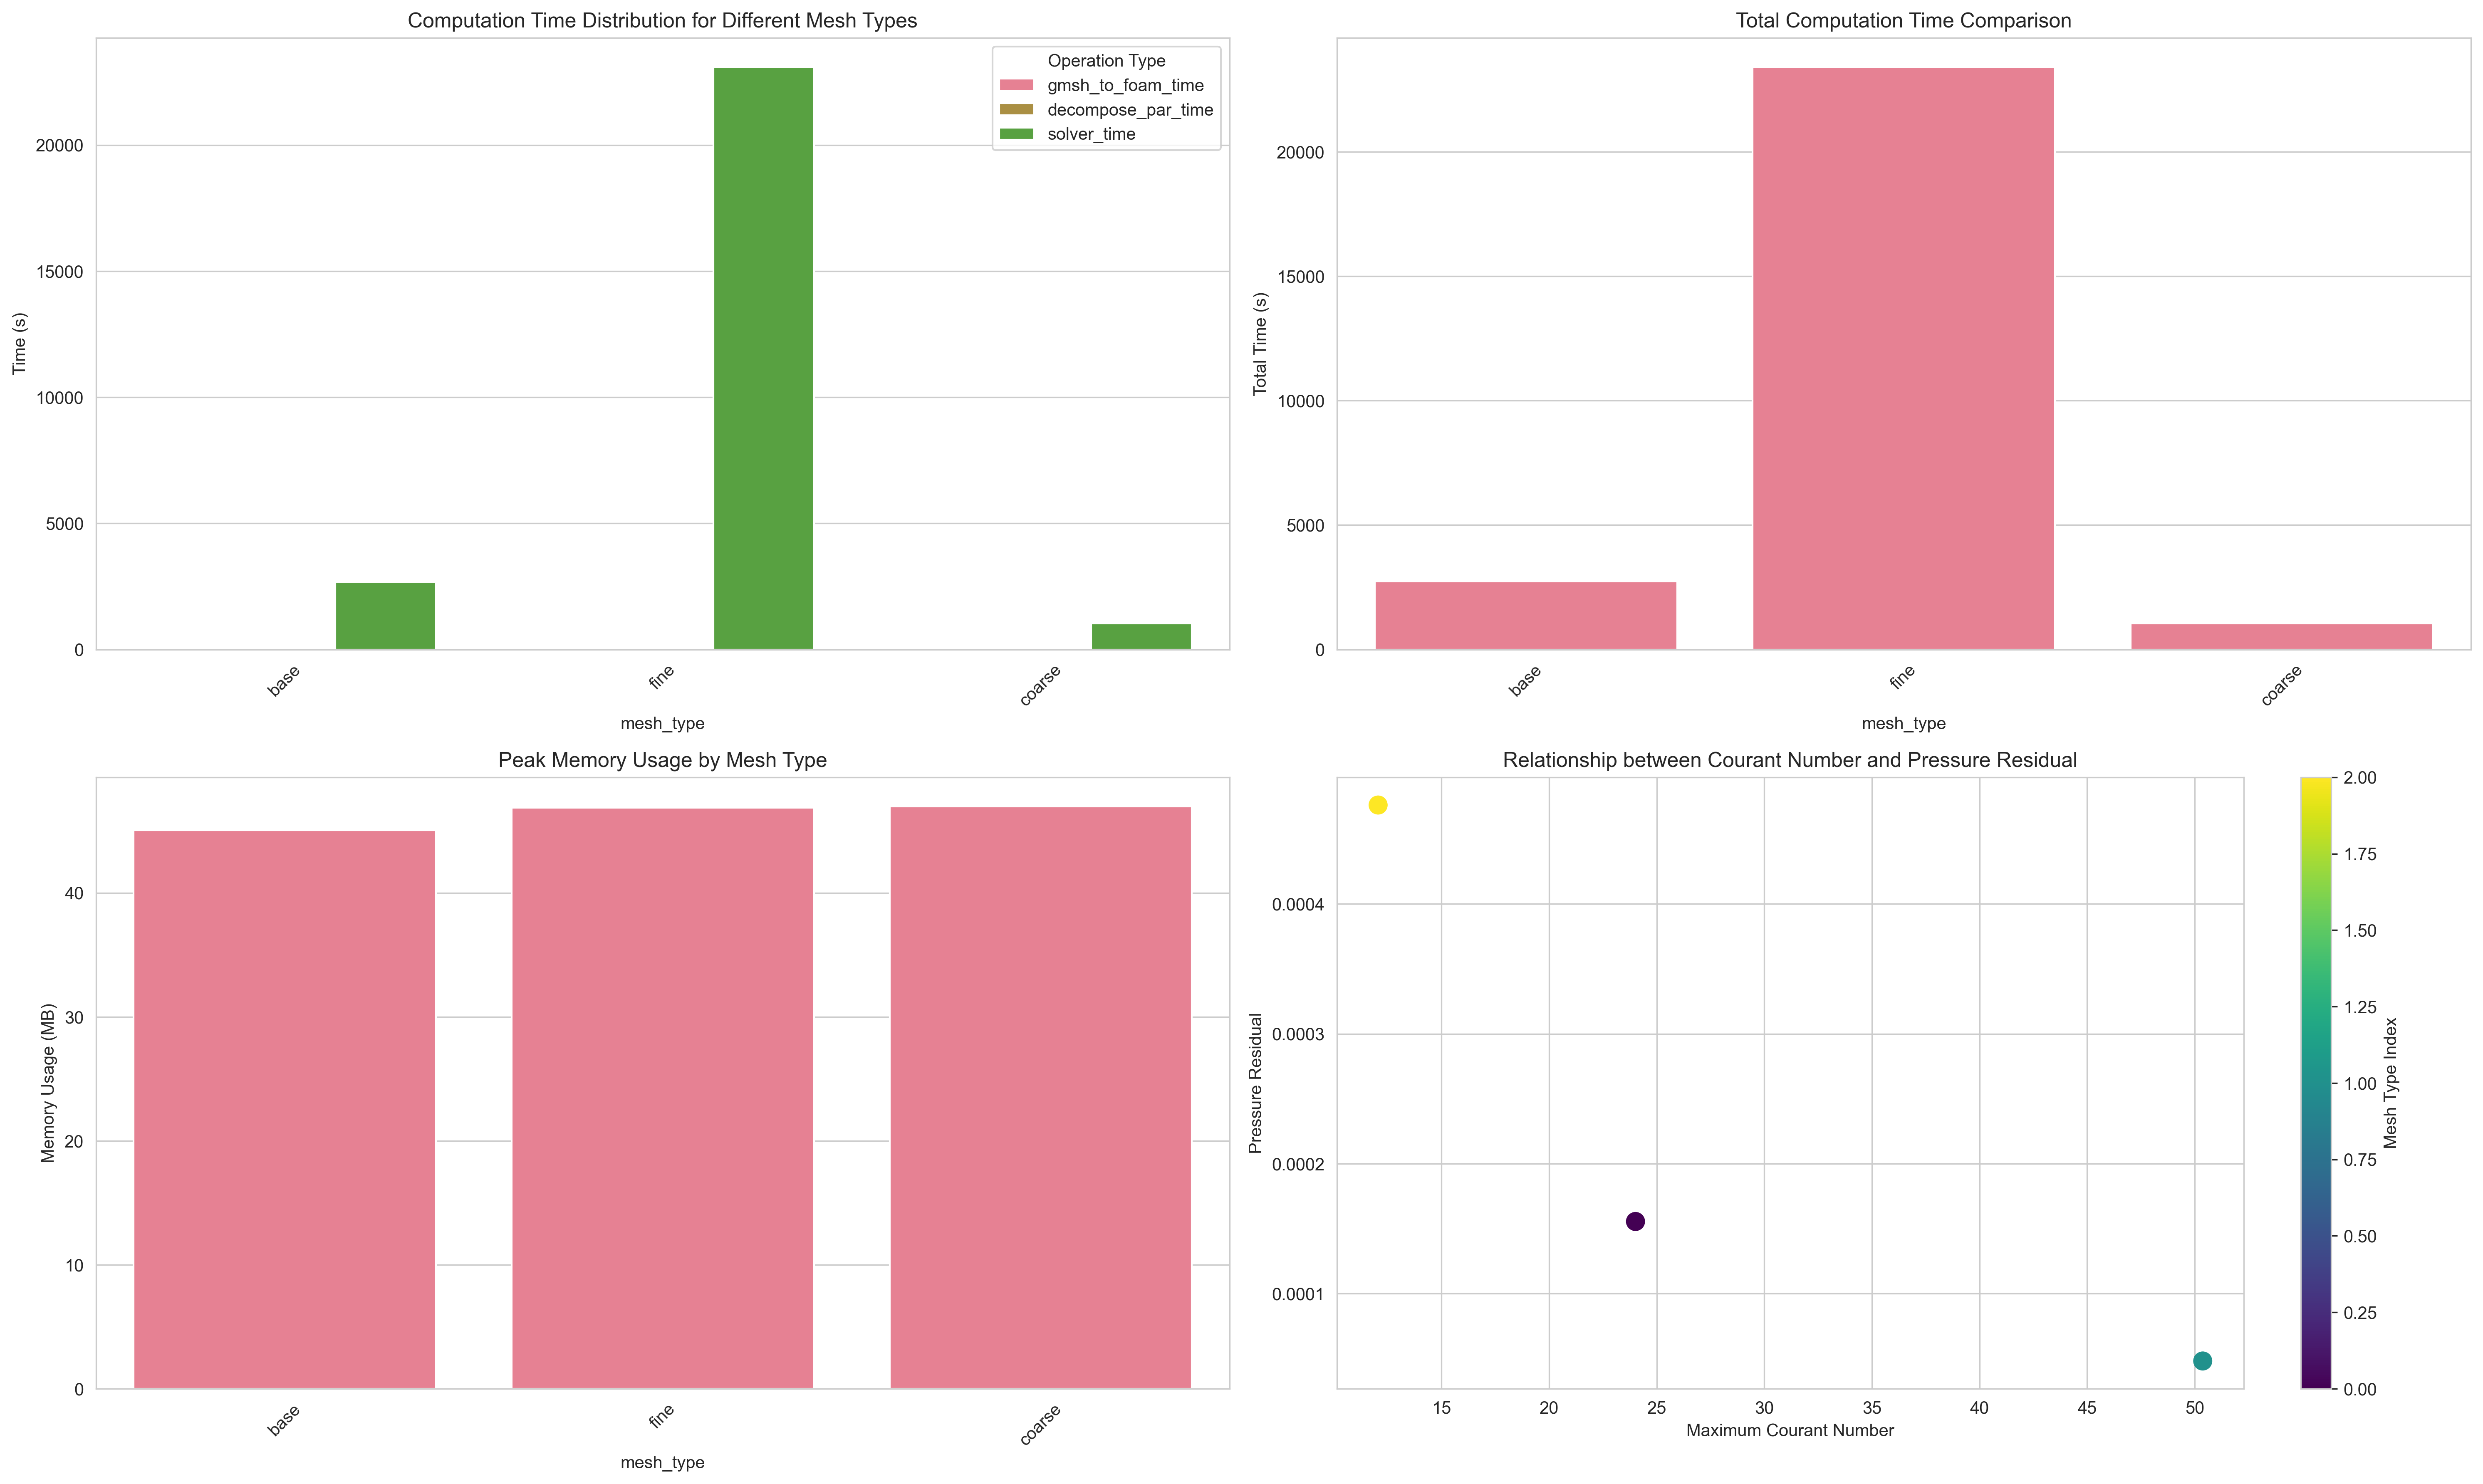 Computation Time Distribution for Different Mesh Types
Time (s)
20000
15000
10000
5000
0
Operation Type
gmsh_to_foam_time
decompose_par_time
solver_time
base
fine
coarse
mesh_type
Total Computation Time Comparison
Total Time (s)
20000
15000
10000
5000
0
base
fine
coarse
mesh_type
Peak Memory Usage by Mesh Type
Memory Usage (MB)
40
30
20
10
0
base
fine
coarse
mesh_type
Relationship between Courant Number and Pressure Residual
Pressure Residual
0.0004
0.0003
0.0002
0.0001
15
20
25
30
35
40
45
50
Maximum Courant Number
2.00
1.75
1.50
1.25
1.00
0.75
0.50
0.25
0.00
Mesh Type Index